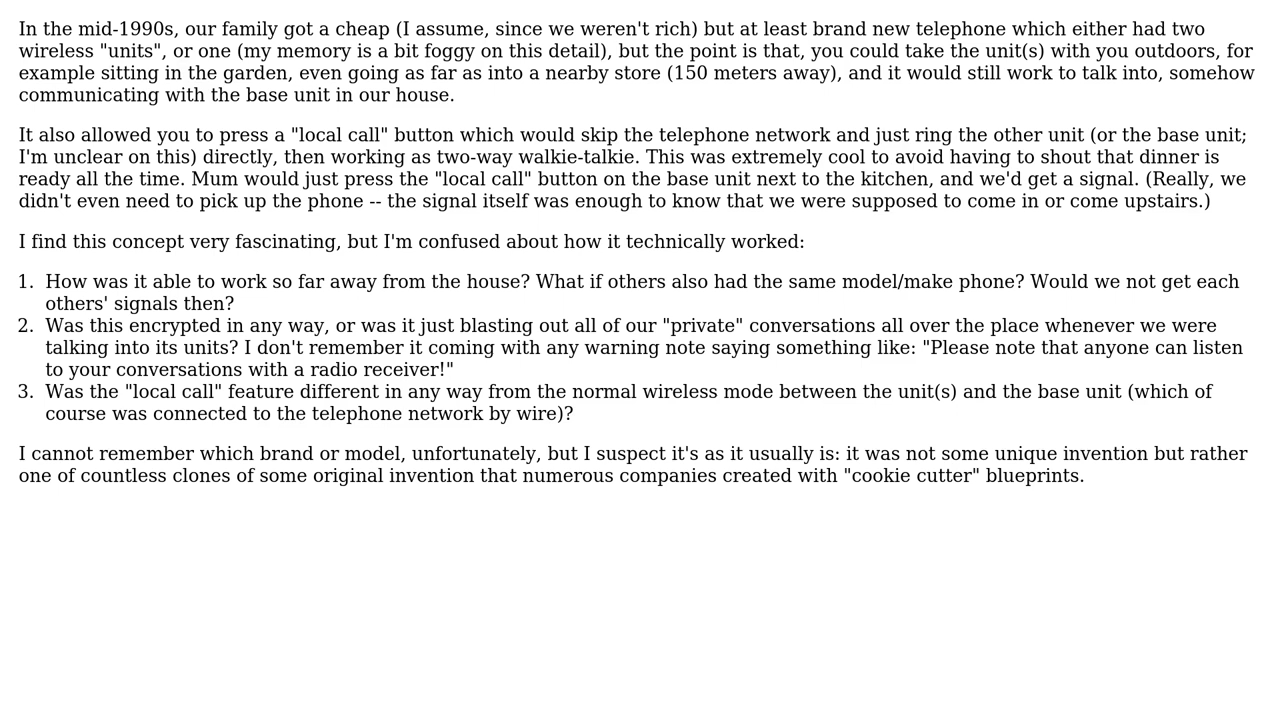 In the mid-1990s, our family got a cheap (I assume, since we weren't rich) but at least brand new telephone which either had two
wireless "units", or one (my memory is a bit foggy on this detail), but the point is that, you could take the unit(s) with you outdoors, for
example sitting in the garden, even going as far as into a nearby store (150 meters away), and it would still work to talk into, somehow
communicating with the base unit in our house.
It also allowed you to press a "local call" button which would skip the telephone network and just ring the other unit (or the base unit;
I'm unclear on this) directly, then working as two-way walkie-talkie. This was extremely cool to avoid having to shout that dinner is
ready all the time. Mum would just press the "local call" button on the base unit next to the kitchen, and we'd get a signal. (Really, we
didn't even need to pick up the phone -- the signal itself was enough to know that we were supposed to come in or come upstairs.)
I find this concept very fascinating, but I'm confused about how it technically worked:
1. How was it able to work so far away from the house? What if others also had the same model/make phone? Would we not get each
others' signals then?
2. Was this encrypted in any way, or was it just blasting out all of our "private" conversations all over the place whenever we were
talking into its units? I don't remember it coming with any warning note saying something like: "Please note that anyone can listen
to your conversations with a radio receiver!"
3. Was the "local call" feature different in any way from the normal wireless mode between the unit(s) and the base unit (which of
course was connected to the telephone network by wire)?
I cannot remember which brand or model, unfortunately, but I suspect it's as it usually is: it was not some unique invention but rather
one of countless clones of some original invention that numerous companies created with "cookie cutter" blueprints.